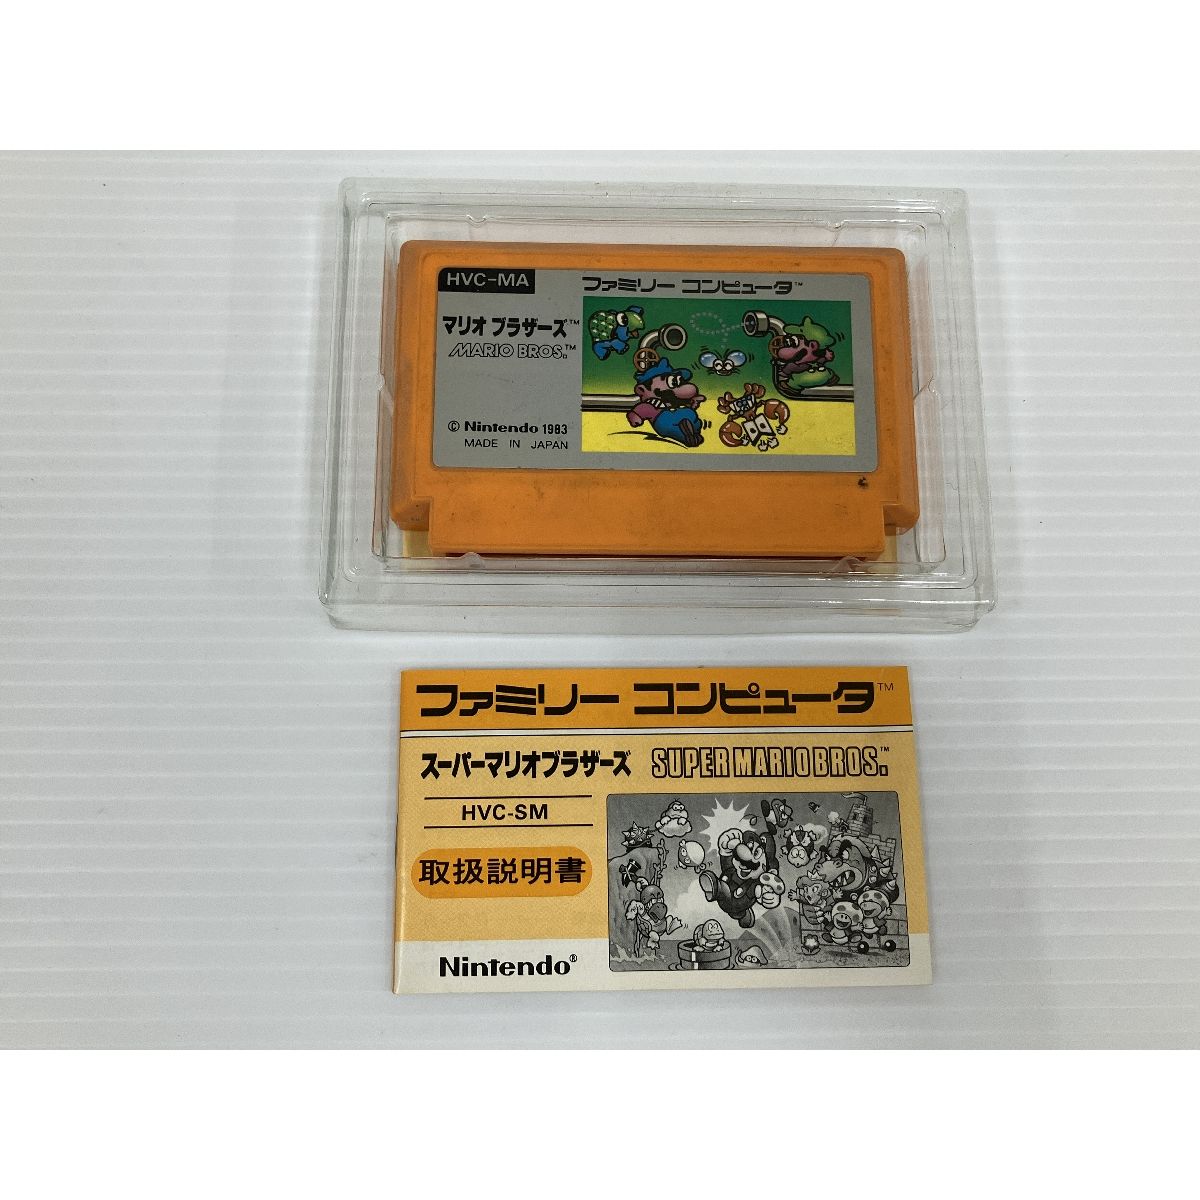 HVC-MA
ファミリー コンピュータ™
マリオ ブラザーズ™
MARIO BROS.™
© Nintendo 1983
MADE IN JAPAN
ファミリー コンピュータ™
スーパーマリオブラザーズ SUPER MARIO BROS.™
HVC-SM
取扱説明書
Nintendo®